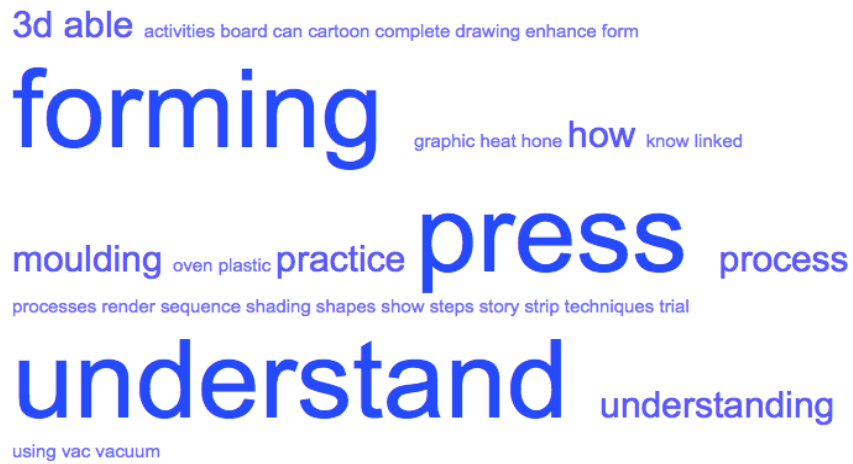 3d able activities board can cartoon complete drawing enhance form
forming graphic heat hone how know linked
moulding oven plastic practice press process
processes render sequence shading shapes show steps story strip techniques trial
understand understanding
using vac vacuum